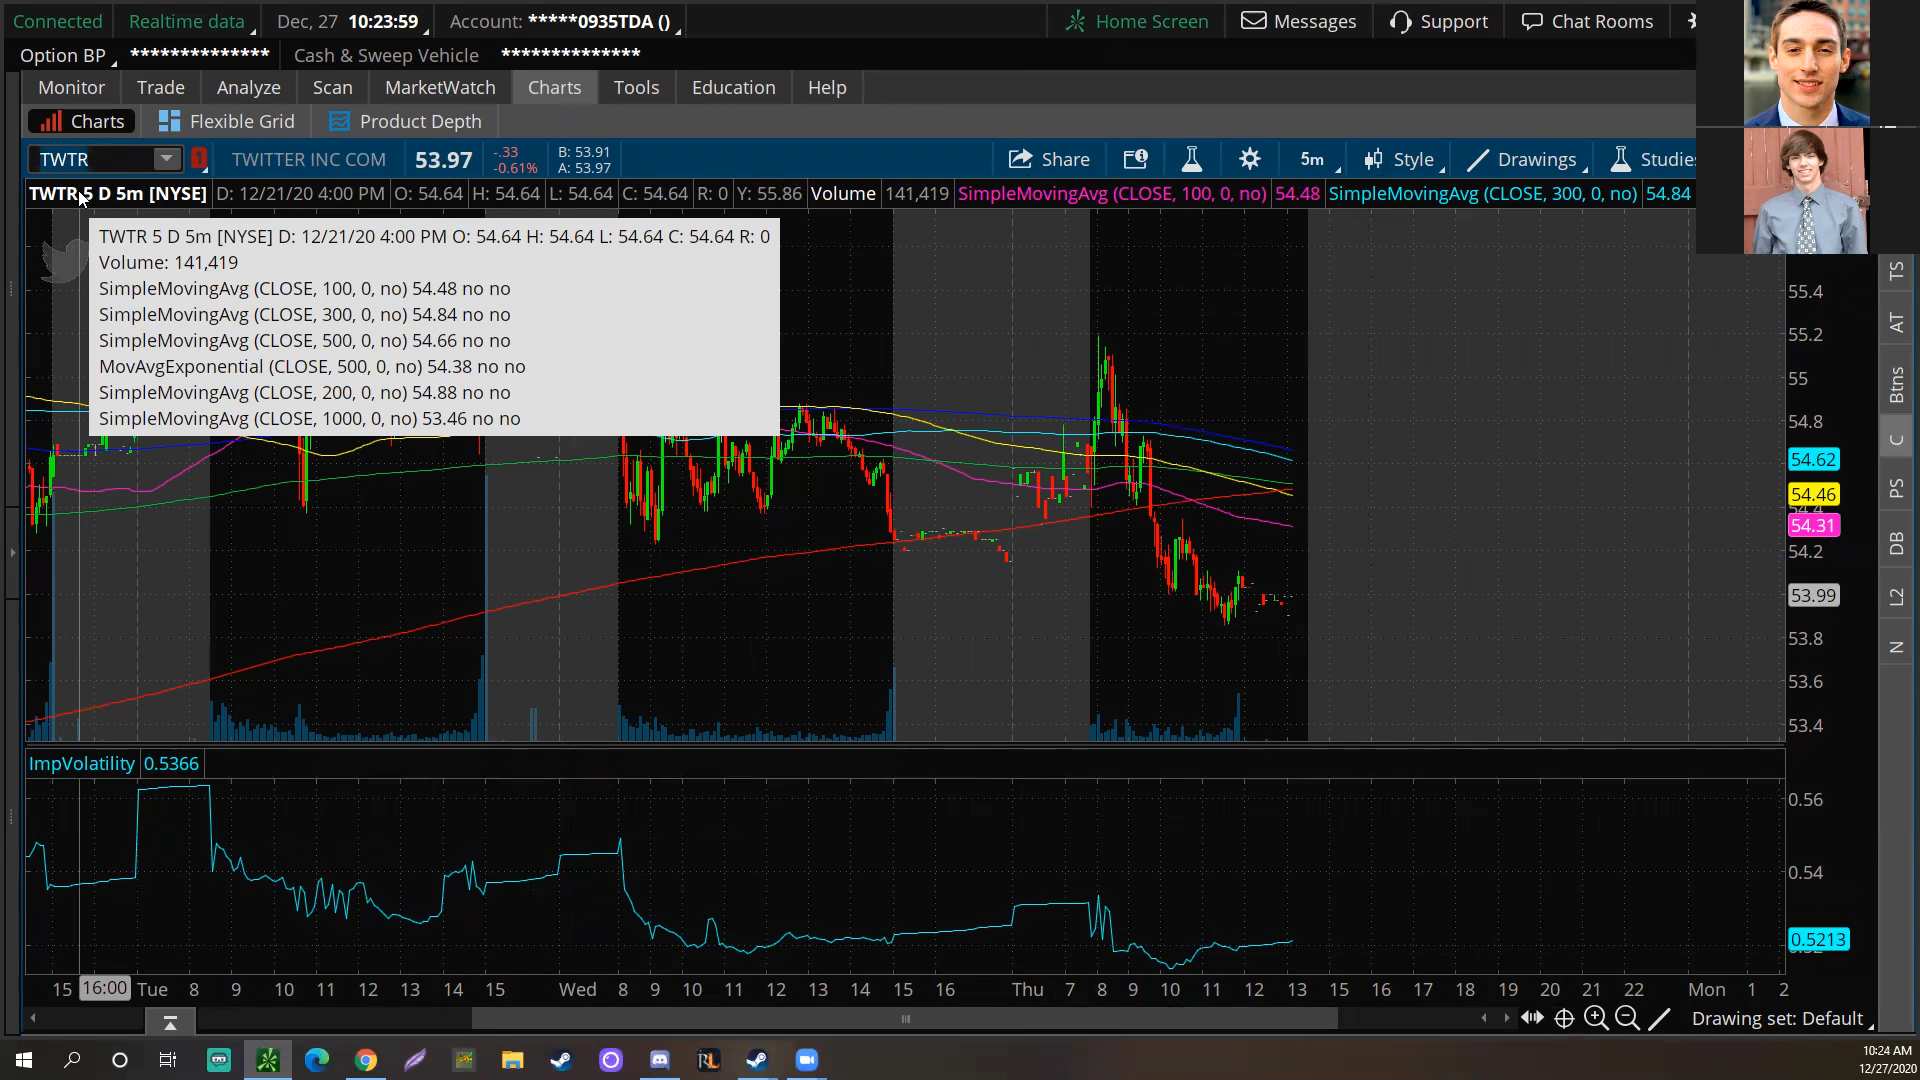 Connected Realtime data Dec, 27 10:23:59 Account: *****0935TDA () Home Screen Messages Support Chat Rooms
Option BP ************** Cash & Sweep Vehicle **************
Monitor Trade Analyze Scan MarketWatch Charts Tools Education Help
Charts Flexible Grid Product Depth
TWTR 1 TWITTER INC COM 53.97 -.33 -0.61% B: 53.91 A: 53.97 Share 5m Style Drawings Studies
TWTR 5 D 5m [NYSE] D: 12/21/20 4:00 PM O: 54.64 H: 54.64 L: 54.64 C: 54.64 R: 0 Y: 55.86 Volume 141,419 SimpleMovingAvg (CLOSE, 100, 0, no) 54.48 SimpleMovingAvg (CLOSE, 300, 0, no) 54.84
TWTR 5 D 5m [NYSE] D: 12/21/20 4:00 PM O: 54.64 H: 54.64 L: 54.64 C: 54.64 R: 0
Volume: 141,419
SimpleMovingAvg (CLOSE, 100, 0, no) 54.48 no no
SimpleMovingAvg (CLOSE, 300, 0, no) 54.84 no no
SimpleMovingAvg (CLOSE, 500, 0, no) 54.66 no no
MovAvgExponential (CLOSE, 500, 0, no) 54.38 no no
SimpleMovingAvg (CLOSE, 200, 0, no) 54.88 no no
SimpleMovingAvg (CLOSE, 1000, 0, no) 53.46 no no
55.4
55.2
55
54.8
54.62
54.46
54.4
54.31
54.2
53.99
53.8
53.6
53.4
TS
AT
Btns
C
PS
DB
L2
N
ImpVolatility 0.5366
0.56
0.54
0.5213
15 16:00 Tue 8 9 10 11 12 13 14 15 Wed 8 9 10 11 12 13 14 15 16 Thu 7 8 9 10 11 12 13 15 16 17 18 19 20 21 22 Mon 1 2
Drawing set: Default
RL
10:24 AM
12/27/2020